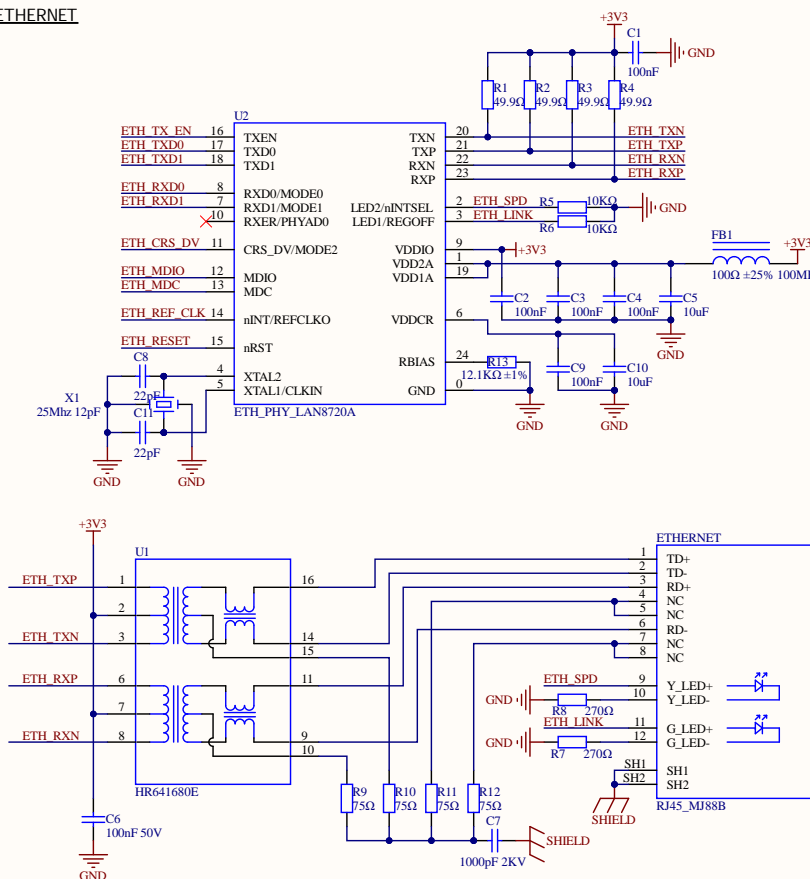 ETHERNET
+3V3
C1
100nF
GND
R1
49.9Ω
R2
49.9Ω
R3
49.9Ω
R4
49.9Ω
U2
ETH_TX_EN 16 TXEN TXN 20 ETH_TXN
ETH_TXD0 17 TXD0 TXP 21 ETH_TXP
ETH_TXD1 18 TXD1 RXN 22 ETH_RXN
RXP 23 ETH_RXP
ETH_RXD0 8 RXD0/MODE0 LED2/nINTSEL 2 ETH_SPD R5 10KΩ
ETH_RXD1 7 RXD1/MODE1 LED1/REGOFF 3 ETH_LINK R6 10KΩ
GND
10 RXER/PHYAD0
ETH_CRS_DV 11 CRS_DV/MODE2 VDDIO 9 +3V3
VDD2A 1
ETH_MDIO 12 MDIO VDD1A 19
ETH_MDC 13 MDC
FB1
+3V3
100Ω ±25% 100M
C2
100nF
C3
100nF
C4
100nF
C5
10uF
GND
ETH_REF_CLK 14 nINT/REFCLKO VDDCR 6
ETH_RESET 15 nRST
RBIAS 24 R13
12.1KΩ ±1%
C9
100nF
C10
10uF
GND
4 XTAL2
5 XTAL1/CLKIN GND 0
GND
ETH_PHY_LAN8720A
C8
22pF
X1
25Mhz 12pF
C11
22pF
GND
GND
+3V3
U1
ETH_TXP 1 16
2
ETH_TXN 3 14
15
ETH_RXP 6 11
7
ETH_RXN 8 9
10
HR641680E
C6
100nF 50V
GND
R9
75Ω
R10
75Ω
R11
75Ω
R12
75Ω
C7
1000pF 2KV
SHIELD
ETHERNET
1 TD+
2 TD-
3 RD+
4 NC
5 NC
6 RD-
7 NC
8 NC
ETH_SPD 9 Y_LED+
10 Y_LED-
GND R8 270Ω
ETH_LINK 11 G_LED+
12 G_LED-
GND R7 270Ω
SH1 SH1
SH2 SH2
SHIELD
RJ45_MJ88B